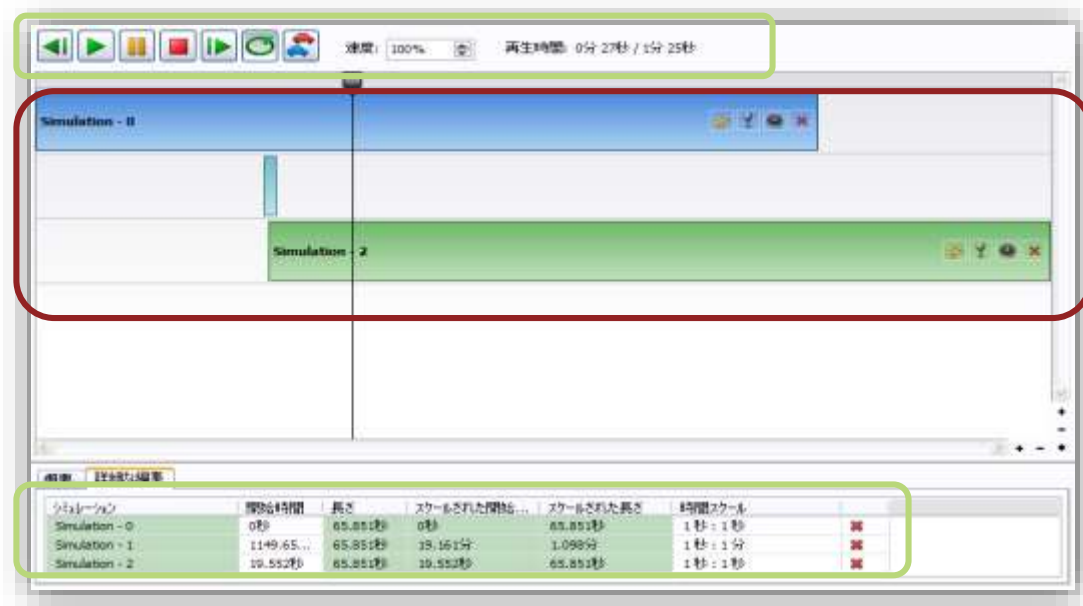 速度: 100% 再生時間: 0分 27秒 / 1分 25秒
Simulation - 0
Simulation - 2
概要 詳細な編集
シミュレーション 開始時間 長さ スケールされた開始... スケールされた長さ 時間スケール
Simulation - 0 0秒 65.851秒 0秒 65.851秒 1 秒 : 1 秒
Simulation - 1 1149.65... 65.851秒 19.161分 1.098分 1 秒 : 1 分
Simulation - 2 19.552秒 65.851秒 19.552秒 65.851秒 1 秒 : 1 秒